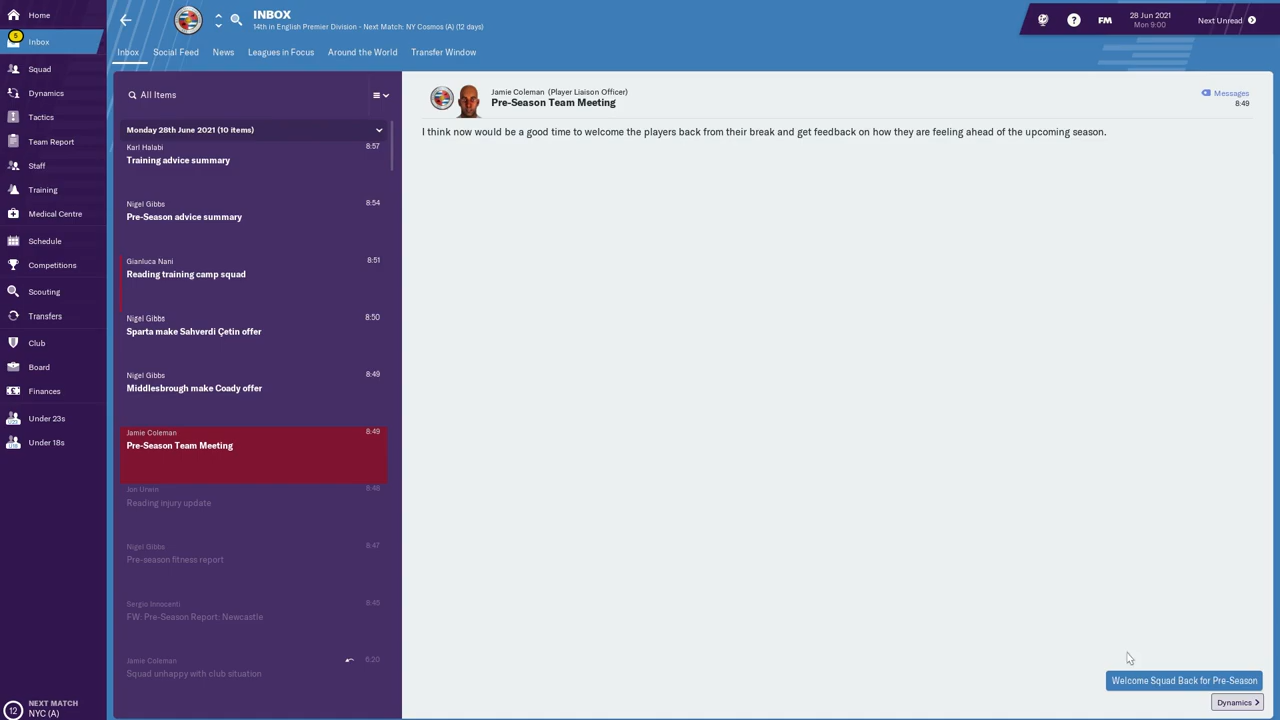 Home
Inbox
5
Squad
Dynamics
Tactics
Team Report
Staff
Training
Medical Centre
Schedule
Competitions
Scouting
Transfers
Club
Board
Finances
Under 23s
Under 18s
12
NEXT MATCH
NYC (A)
INBOX
14th in English Premier Division - Next Match: NY Cosmos (A) (12 days)
FM
28 Jun 2021
Mon 9:00
Next Unread
Inbox Social Feed News Leagues in Focus Around the World Transfer Window
All Items
Monday 28th June 2021 (10 items)
Karl Halabi 8:57
Training advice summary
Nigel Gibbs 8:54
Pre-Season advice summary
Gianluca Nani 8:51
Reading training camp squad
Nigel Gibbs 8:50
Sparta make Sahverdi Çetin offer
Nigel Gibbs 8:49
Middlesbrough make Coady offer
Jamie Coleman 8:49
Pre-Season Team Meeting
Jon Urwin 8:48
Reading injury update
Nigel Gibbs 8:47
Pre-season fitness report
Sergio Innocenti 8:45
FW: Pre-Season Report: Newcastle
Jamie Coleman 6:20
Squad unhappy with club situation
Jamie Coleman (Player Liaison Officer)
Pre-Season Team Meeting
Messages
8:49
I think now would be a good time to welcome the players back from their break and get feedback on how they are feeling ahead of the upcoming season.
Welcome Squad Back for Pre-Season
Dynamics